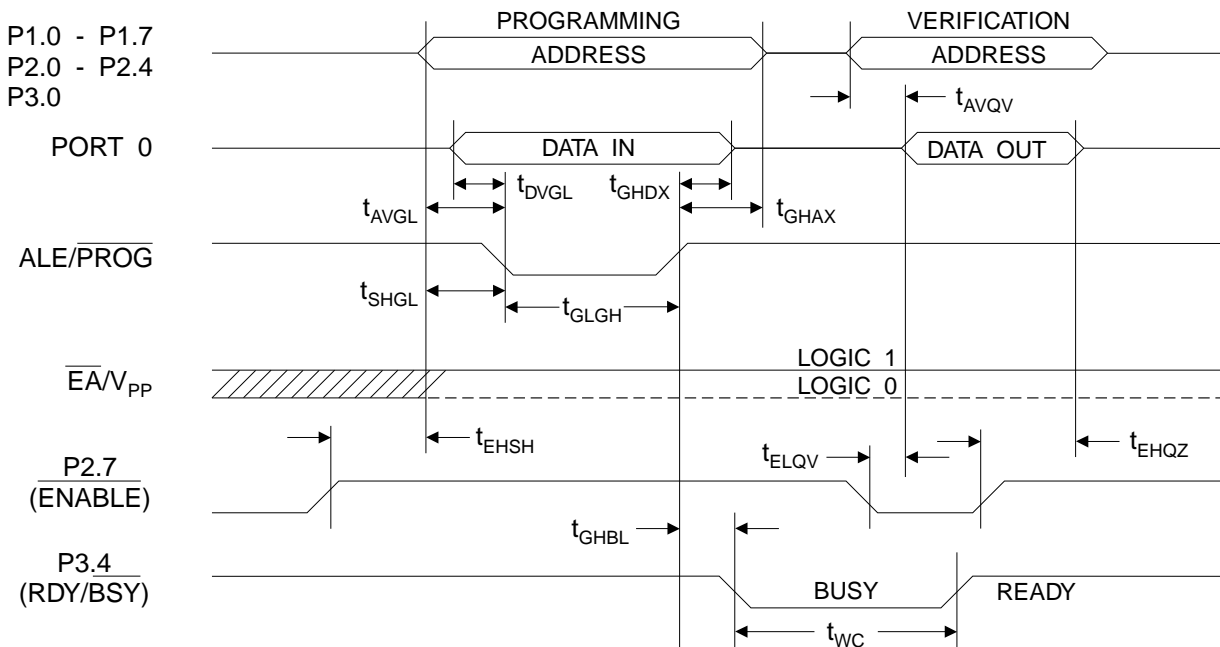 PROGRAMMING VERIFICATION
P1.0 - P1.7
P2.0 - P2.4
P3.0
ADDRESS ADDRESS
tAVQV
PORT 0 DATA IN DATA OUT
tDVGL tGHDX
tAVGL tGHAX
ALE/PROG
tSHGL tGLGH
LOGIC 1
EA/VPP
LOGIC 0
tEHSH tELQV tEHQZ
P2.7
(ENABLE)
tGHBL
P3.4
(RDY/BSY) BUSY READY
tWC